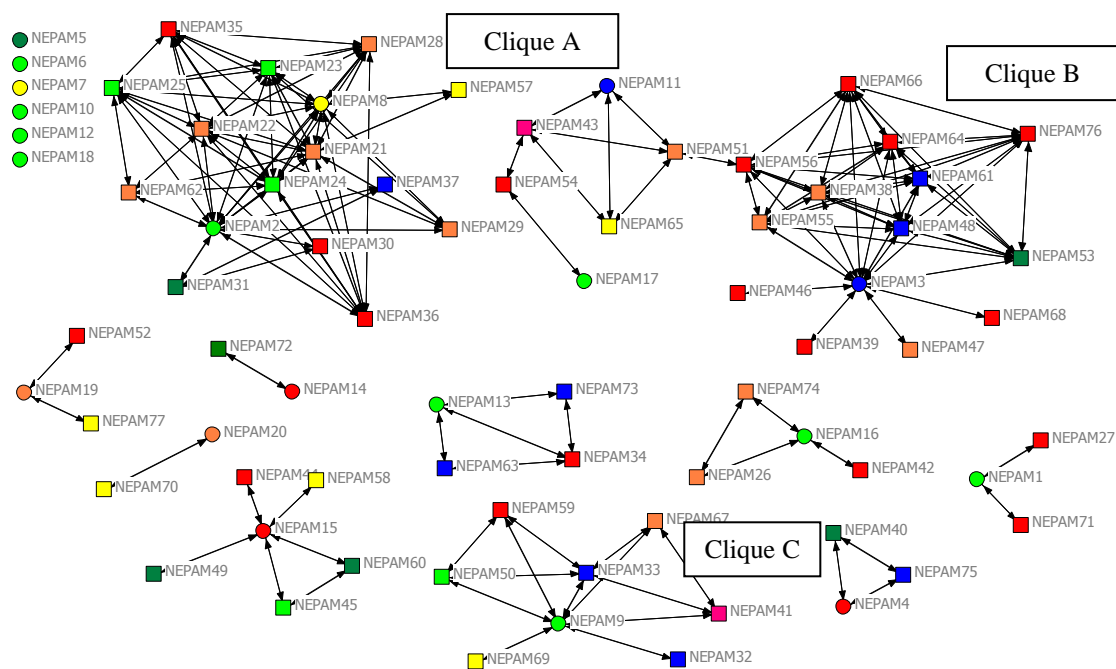 NEPAM5
NEPAM6
NEPAM7
NEPAM10
NEPAM12
NEPAM18
NEPAM35
NEPAM28
NEPAM23
NEPAM25
NEPAM8
NEPAM57
NEPAM22
NEPAM21
NEPAM62
NEPAM24
NEPAM37
NEPAM2
NEPAM29
NEPAM30
NEPAM31
NEPAM36
Clique A
NEPAM11
NEPAM43
NEPAM51
NEPAM54
NEPAM65
NEPAM17
Clique B
NEPAM66
NEPAM76
NEPAM64
NEPAM56
NEPAM61
NEPAM38
NEPAM55
NEPAM48
NEPAM53
NEPAM3
NEPAM46
NEPAM68
NEPAM39
NEPAM47
NEPAM52
NEPAM72
NEPAM19
NEPAM14
NEPAM77
NEPAM20
NEPAM70
NEPAM13
NEPAM73
NEPAM63
NEPAM34
NEPAM74
NEPAM16
NEPAM26
NEPAM42
NEPAM27
NEPAM1
NEPAM71
NEPAM44
NEPAM58
NEPAM15
NEPAM49
NEPAM60
NEPAM45
NEPAM59
NEPAM67
Clique C
NEPAM50
NEPAM33
NEPAM41
NEPAM9
NEPAM69
NEPAM32
NEPAM40
NEPAM75
NEPAM4